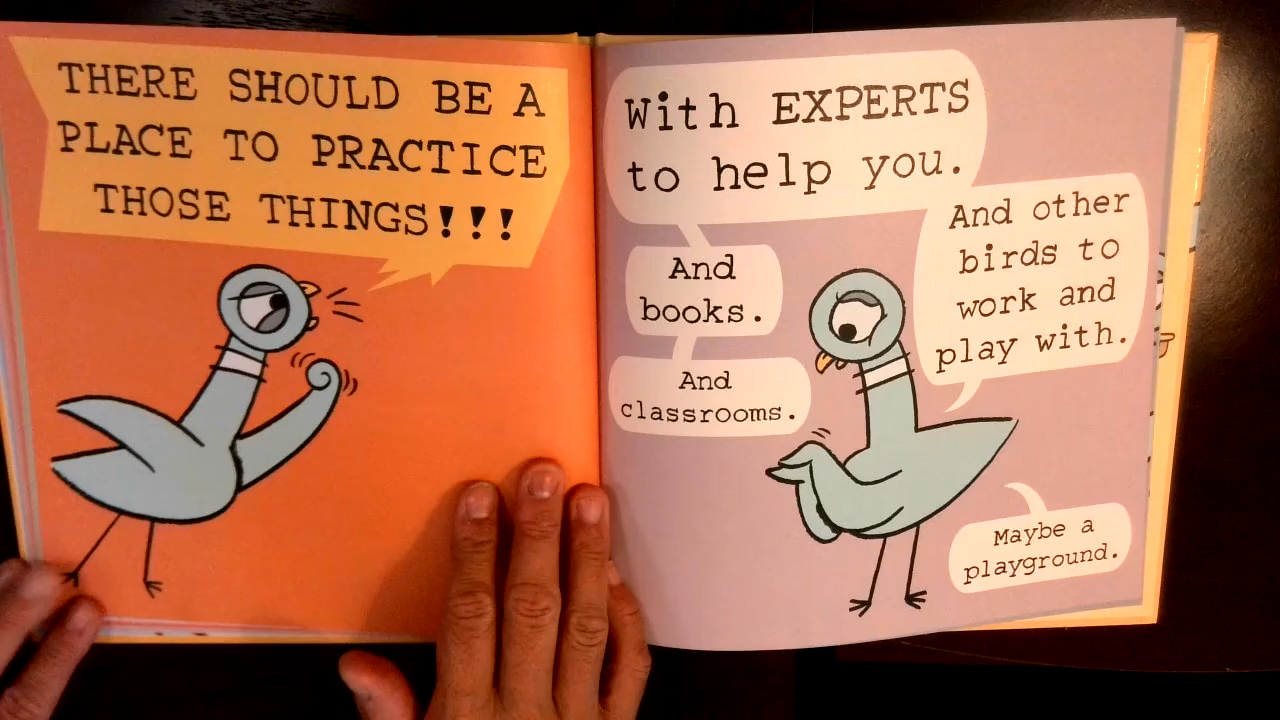 THERE SHOULD BE A
PLACE TO PRACTICE
THOSE THINGS!!!
With EXPERTS
to help you.
And
books.
And
classrooms.
And other
birds to
work and
play with.
Maybe a
playground.